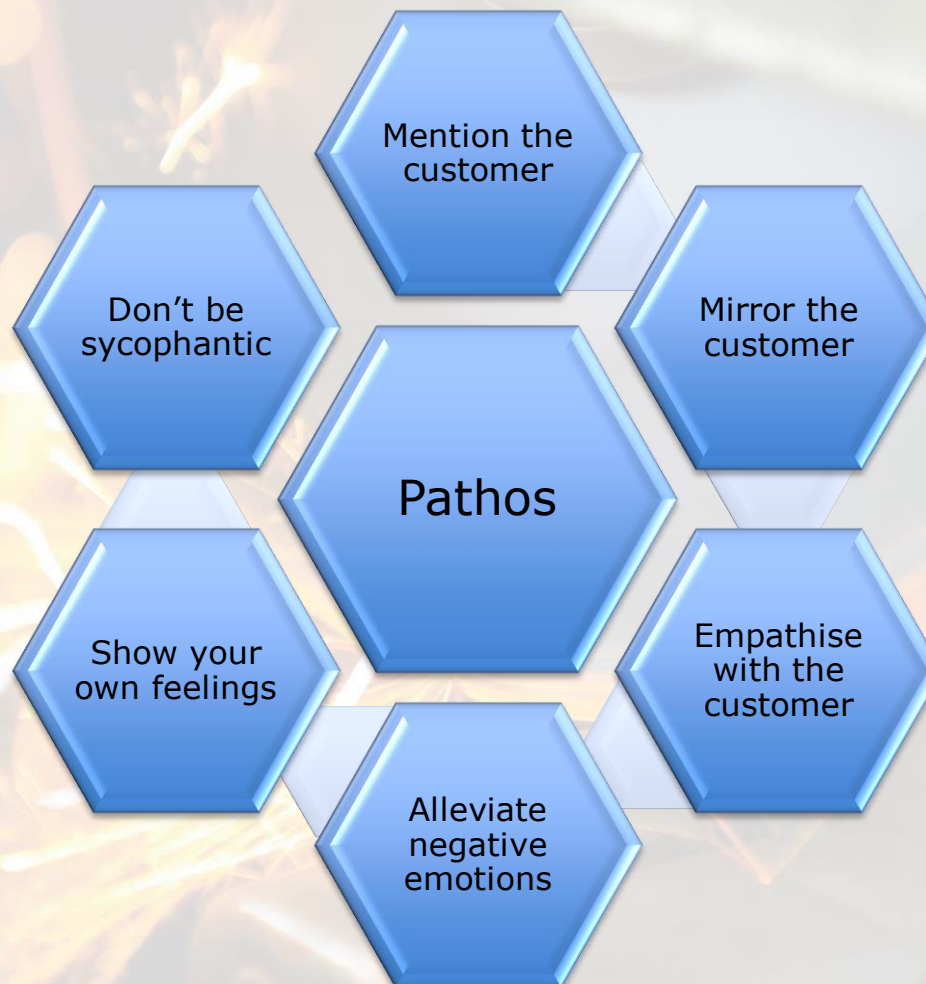 Mention the
customer
Mirror the
customer
Empathise
with the
customer
Alleviate
negative
emotions
Show your
own feelings
Don’t be
sycophantic
Pathos